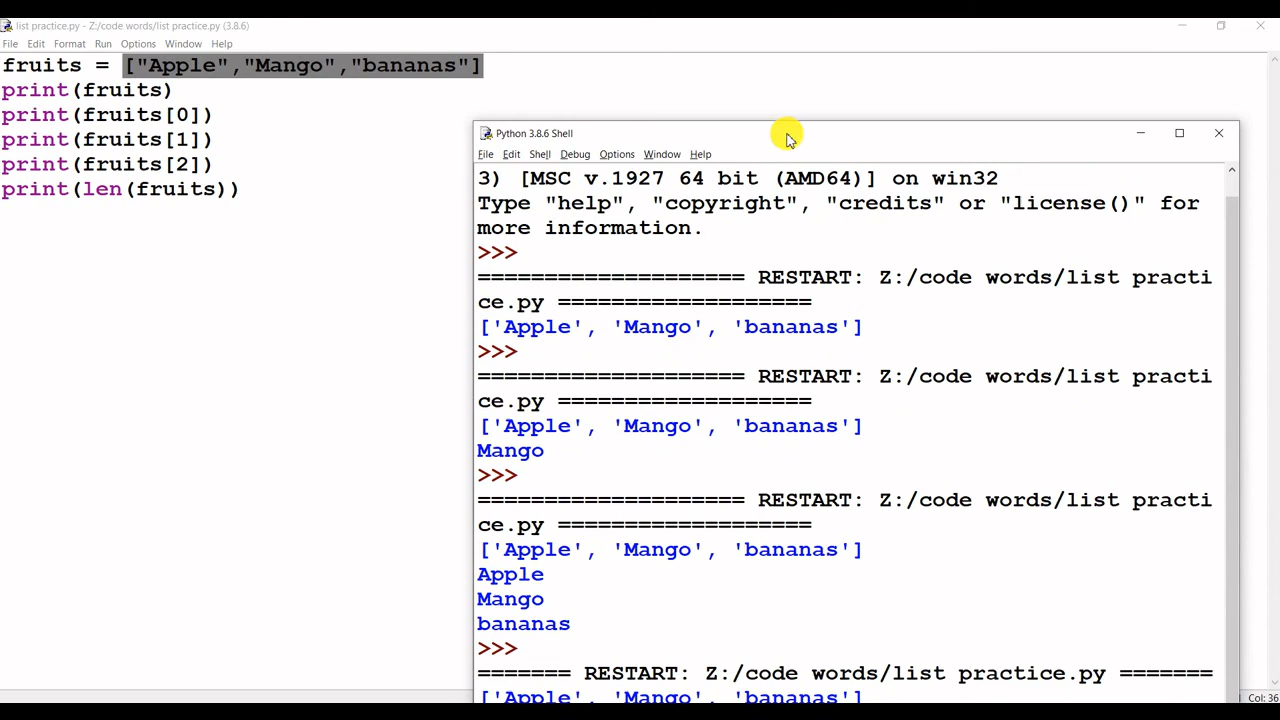 list practice.py - Z:/code words/list practice.py (3.8.6)
File Edit Format Run Options Window Help
fruits = ["Apple","Mango","bananas"]
print(fruits)
print(fruits[0])
print(fruits[1])
print(fruits[2])
print(len(fruits))
Python 3.8.6 Shell
File Edit Shell Debug Options Window Help
3) [MSC v.1927 64 bit (AMD64)] on win32
Type "help", "copyright", "credits" or "license()" for
more information.
>>>
==================== RESTART: Z:/code words/list practi
ce.py ===================
['Apple', 'Mango', 'bananas']
>>>
==================== RESTART: Z:/code words/list practi
ce.py ===================
['Apple', 'Mango', 'bananas']
Mango
>>>
==================== RESTART: Z:/code words/list practi
ce.py ===================
['Apple', 'Mango', 'bananas']
Apple
Mango
bananas
>>>
======= RESTART: Z:/code words/list practice.py =======
['Apple', 'Mango', 'bananas']
Col: 36